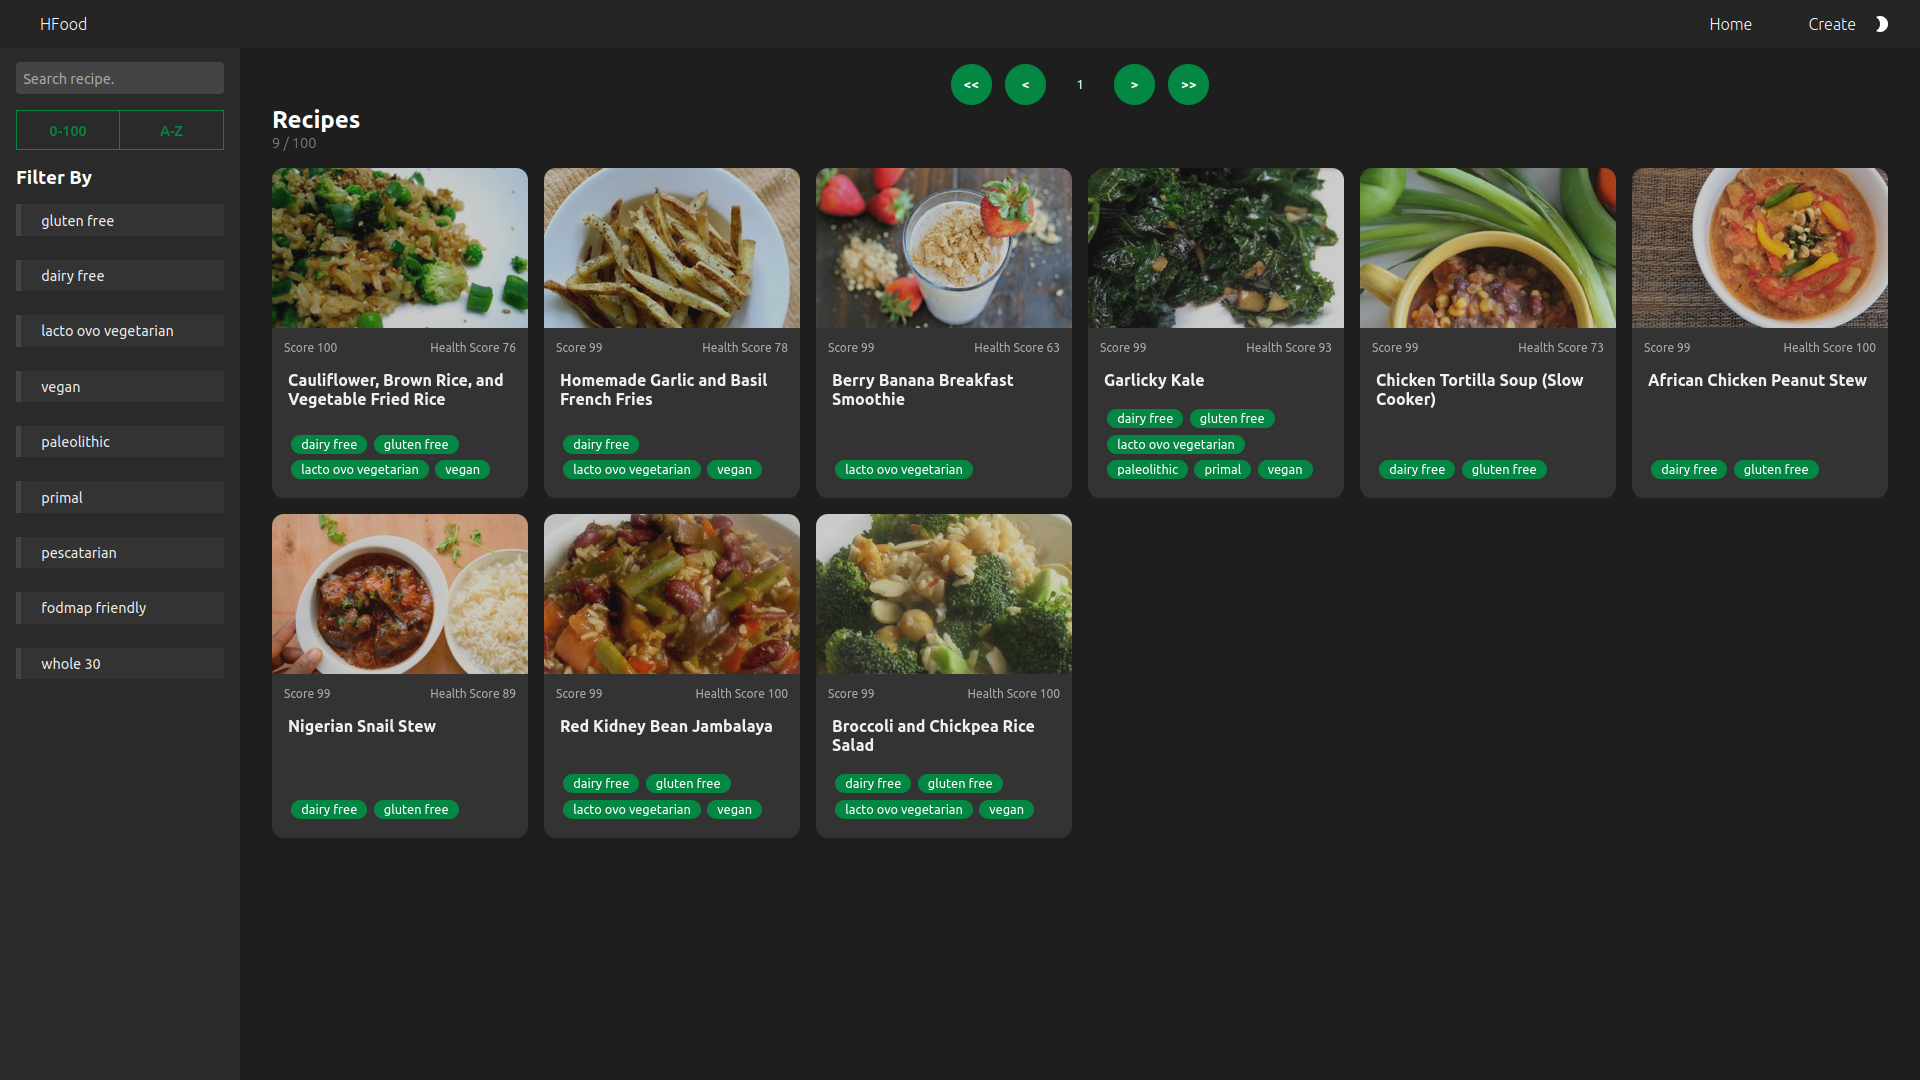 HFood
Home
Create
Search recipe.
0-100
A-Z
Filter By
gluten free
dairy free
lacto ovo vegetarian
vegan
paleolithic
primal
pescatarian
fodmap friendly
whole 30
<<
<
1
>
>>
Recipes
9 / 100
Score 100
Health Score 76
Cauliflower, Brown Rice, and
Vegetable Fried Rice
dairy free
gluten free
lacto ovo vegetarian
vegan
Score 99
Health Score 78
Homemade Garlic and Basil
French Fries
dairy free
lacto ovo vegetarian
vegan
Score 99
Health Score 63
Berry Banana Breakfast
Smoothie
lacto ovo vegetarian
Score 99
Health Score 93
Garlicky Kale
dairy free
gluten free
lacto ovo vegetarian
paleolithic
primal
vegan
Score 99
Health Score 73
Chicken Tortilla Soup (Slow
Cooker)
dairy free
gluten free
Score 99
Health Score 100
African Chicken Peanut Stew
dairy free
gluten free
Score 99
Health Score 89
Nigerian Snail Stew
dairy free
gluten free
Score 99
Health Score 100
Red Kidney Bean Jambalaya
dairy free
gluten free
lacto ovo vegetarian
vegan
Score 99
Health Score 100
Broccoli and Chickpea Rice
Salad
dairy free
gluten free
lacto ovo vegetarian
vegan